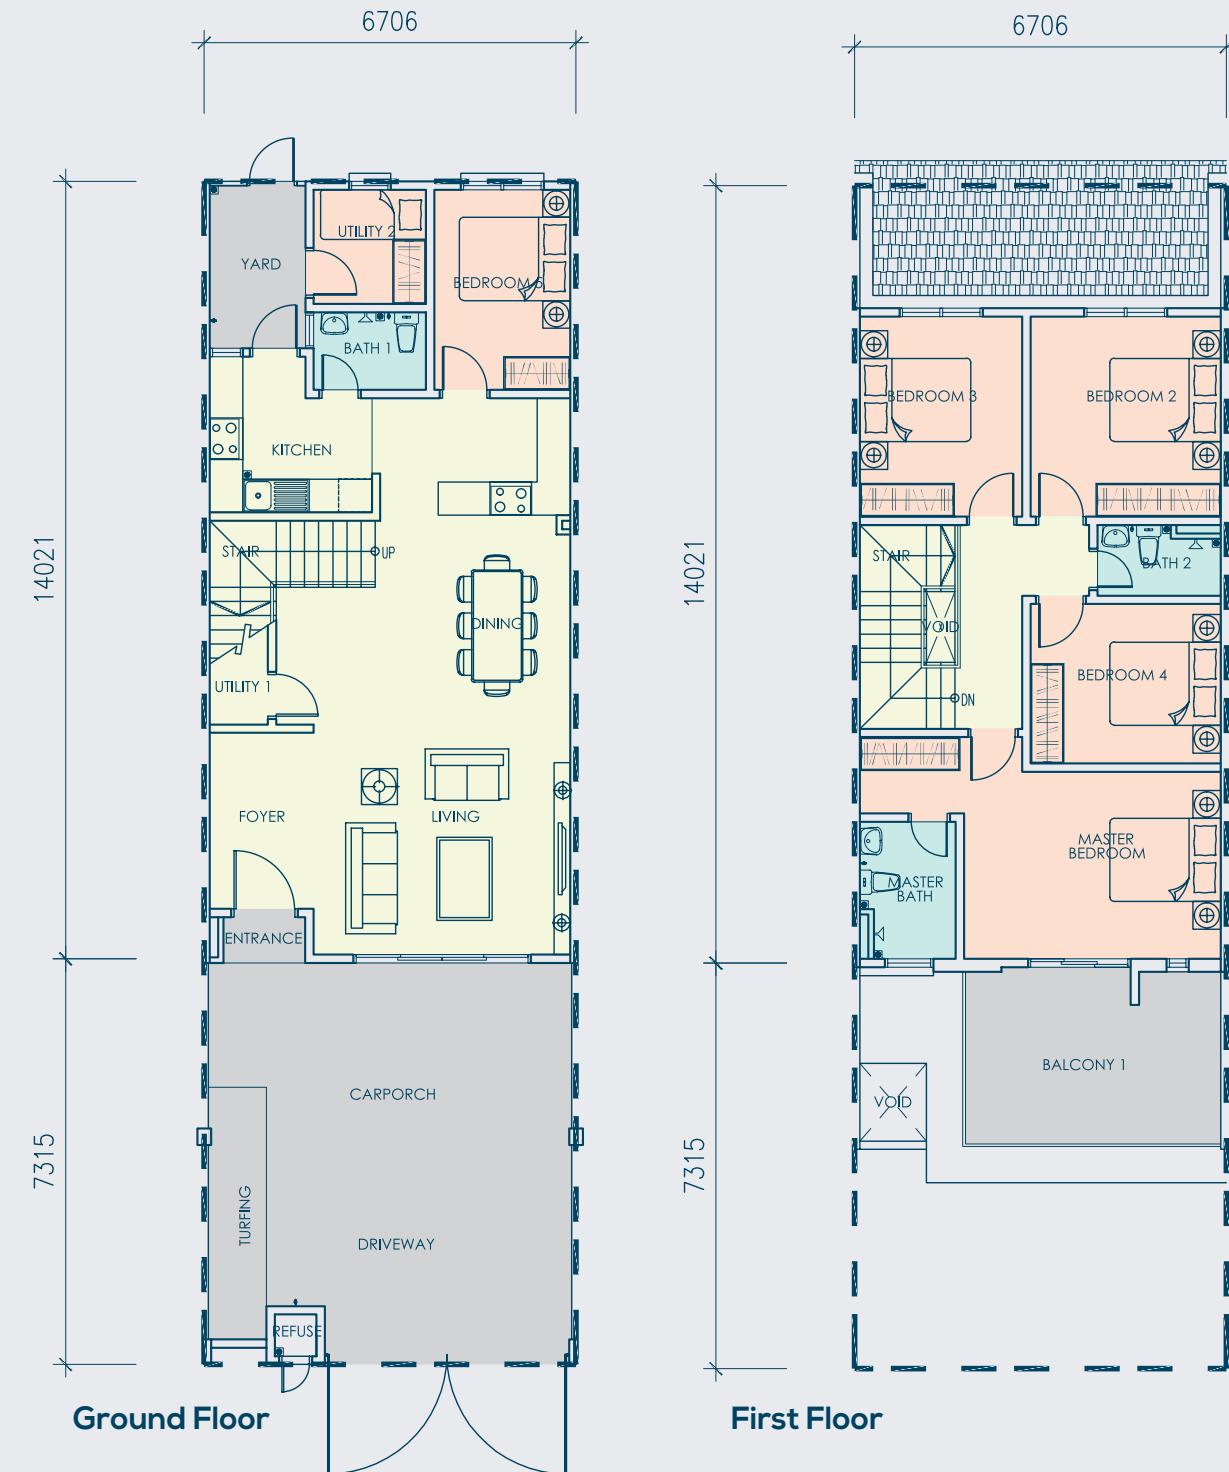 6706
YARD
UTILITY 2
BEDROOM 5
BATH 1
KITCHEN
STAIR
UP
14021
DINING
UTILITY 1
FOYER
LIVING
ENTRANCE
CARPORCH
7315
TURFING
DRIVEWAY
REFUSE
Ground Floor
6706
BEDROOM 3
BEDROOM 2
STAIR
BATH 2
14021
VOID
BEDROOM 4
DN
MASTER
BEDROOM
MASTER
BATH
BALCONY 1
VOID
7315
First Floor